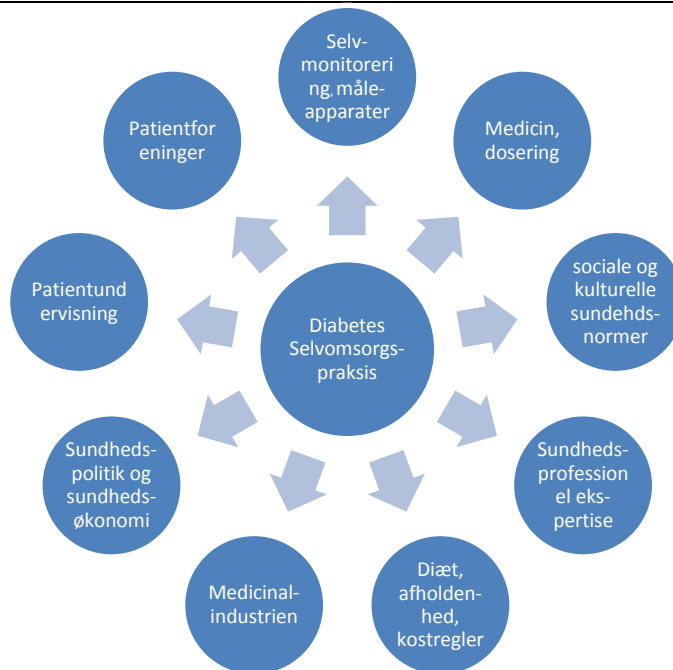 Selv-
monitoreri
ng, måle-
apparater
Medicin,
dosering
sociale og
kulturelle
sundehds-
normer
Sundheds-
profession
el eks-
pertise
Diæt,
afholden-
hed,
kostregler
Medicinal-
industrien
Sundheds-
politik og
sundheds-
økonomi
Patientund
ervisning
Patientfor
eninger
Diabetes
Selvomsorgs-
praksis